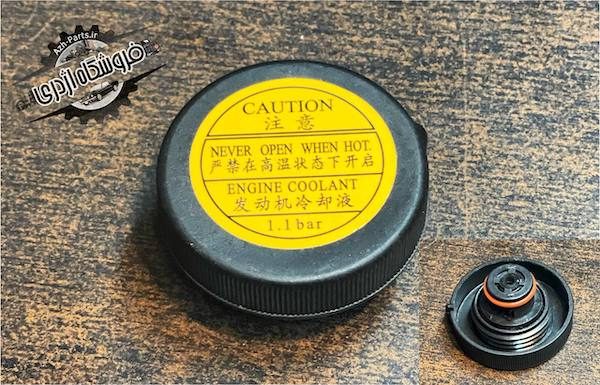 Azh-Parts.ir
فروشگاه اژدری
CAUTION
注意
NEVER OPEN WHEN HOT.
严禁在高温状态下开启
ENGINE COOLANT
发动机冷却液
1.1bar